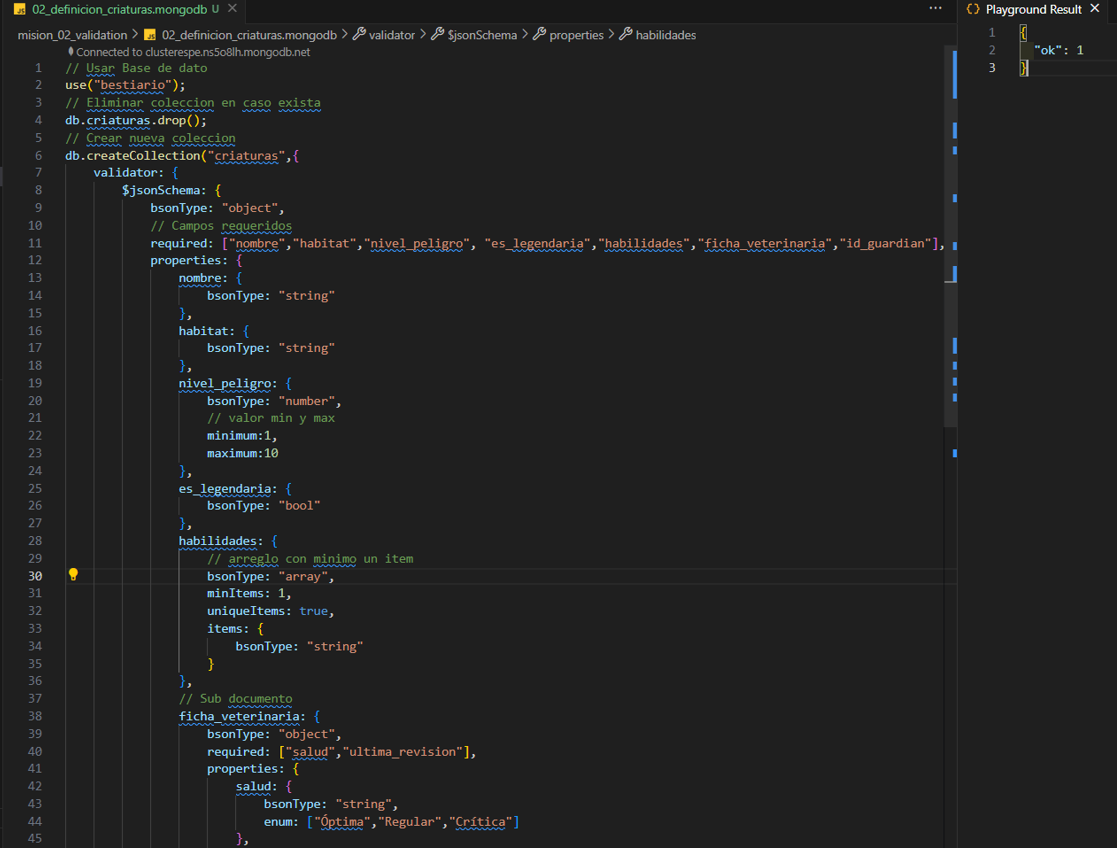 02_definicion_criaturas.mongodb U
mision_02_validation > 02_definicion_criaturas.mongodb > validator > $jsonSchema > properties > habilidades
Connected to clusterespe.ns5o8lh.mongodb.net
1 // Usar Base de dato
2 use("bestiario");
3 // Eliminar coleccion en caso exista
4 db.criaturas.drop();
5 // Crear nueva coleccion
6 db.createCollection("criaturas",{
7 validator: {
8 $jsonSchema: {
9 bsonType: "object",
10 // Campos requeridos
11 required: ["nombre","habitat","nivel_peligro", "es_legendaria","habilidades","ficha_veterinaria","id_guardian"],
12 properties: {
13 nombre: {
14 bsonType: "string"
15 },
16 habitat: {
17 bsonType: "string"
18 },
19 nivel_peligro: {
20 bsonType: "number",
21 // valor min y max
22 minimum:1,
23 maximum:10
24 },
25 es_legendaria: {
26 bsonType: "bool"
27 },
28 habilidades: {
29 // arreglo con minimo un item
30 bsonType: "array",
31 minItems: 1,
32 uniqueItems: true,
33 items: {
34 bsonType: "string"
35 }
36 },
37 // Sub documento
38 ficha_veterinaria: {
39 bsonType: "object",
40 required: ["salud","ultima_revision"],
41 properties: {
42 salud: {
43 bsonType: "string",
44 enum: ["Óptima","Regular","Crítica"]
45 },
{} Playground Result
1 {
2 "ok": 1
3 }